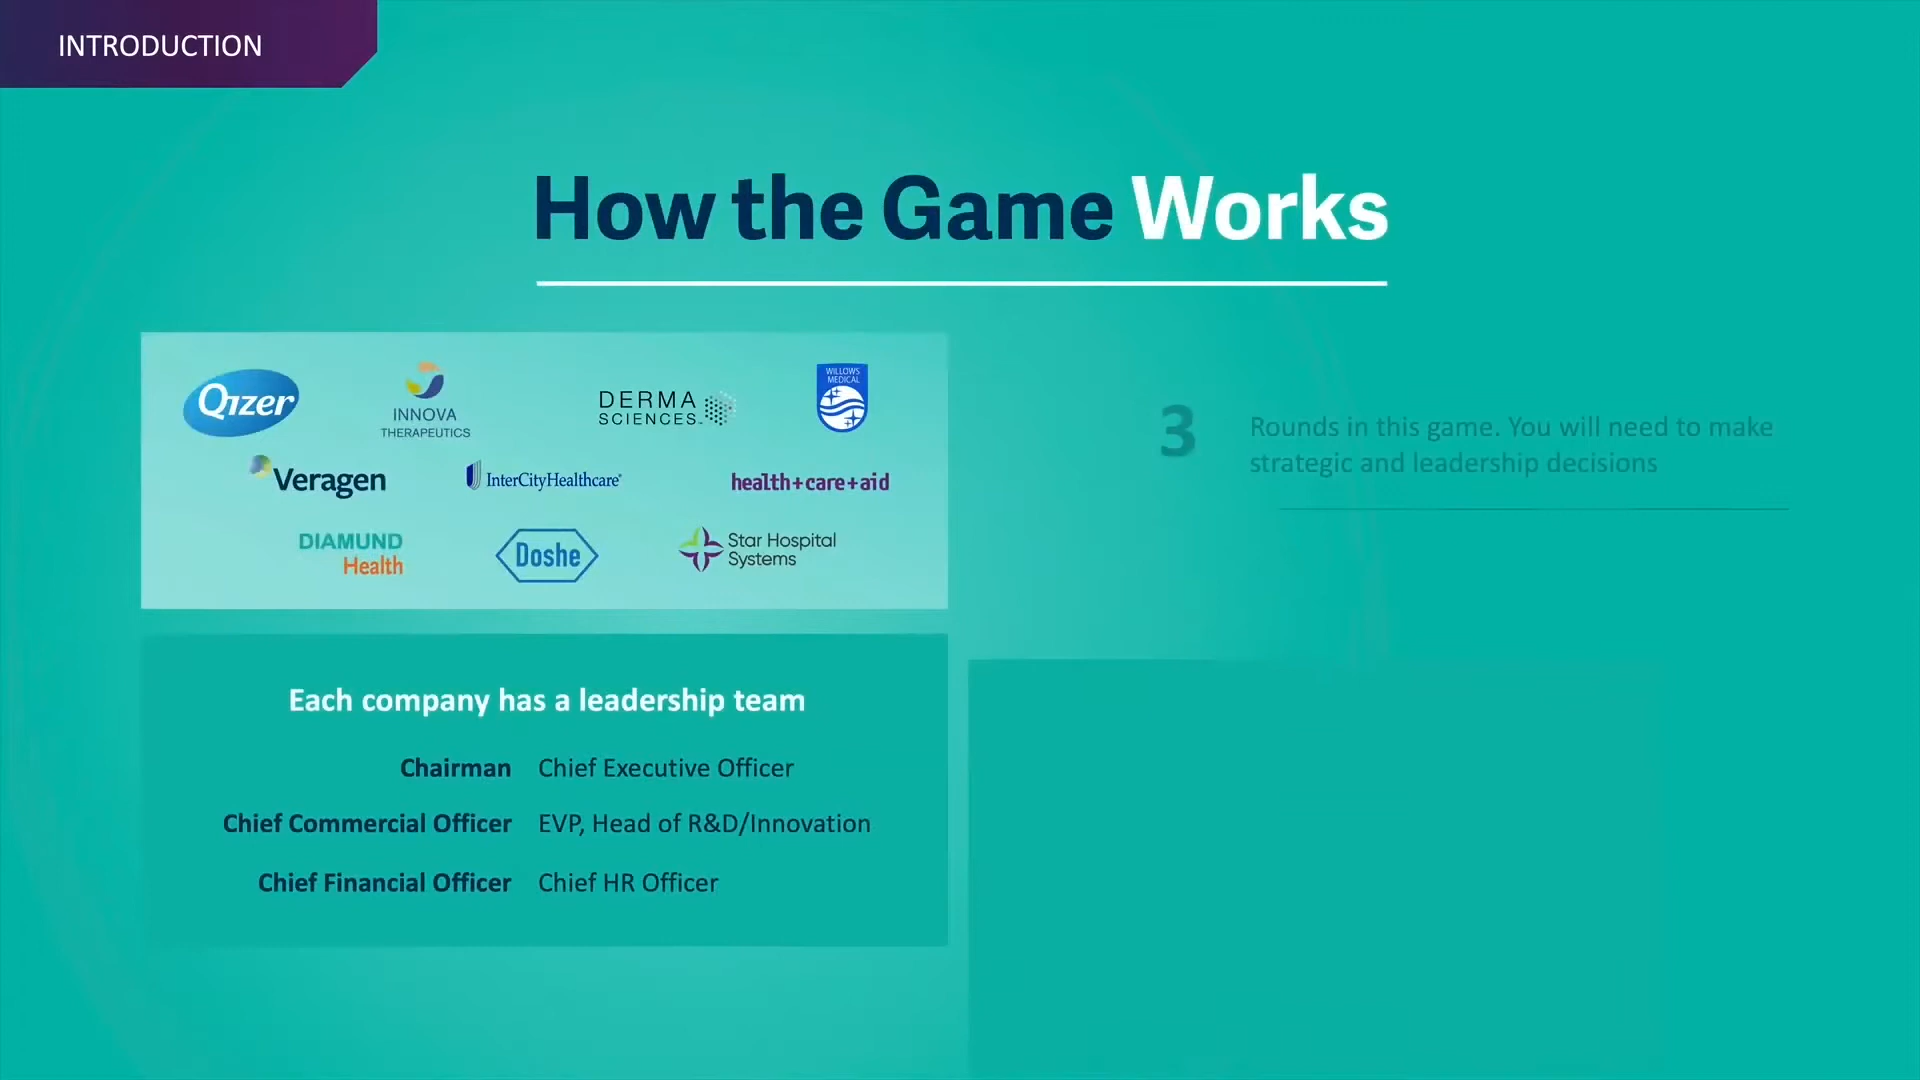 INTRODUCTION
How the Game Works
Qizer
INNOVA
THERAPEUTICS
DERMA
SCIENCES
WILLOWS
MEDICAL
Veragen
InterCityHealthcare
health+care+aid
DIAMUND
Health
Doshe
Star Hospital
Systems
Each company has a leadership team
Chairman Chief Executive Officer
Chief Commercial Officer EVP, Head of R&D/Innovation
Chief Financial Officer Chief HR Officer
3
Rounds in this game. You will need to make
strategic and leadership decisions